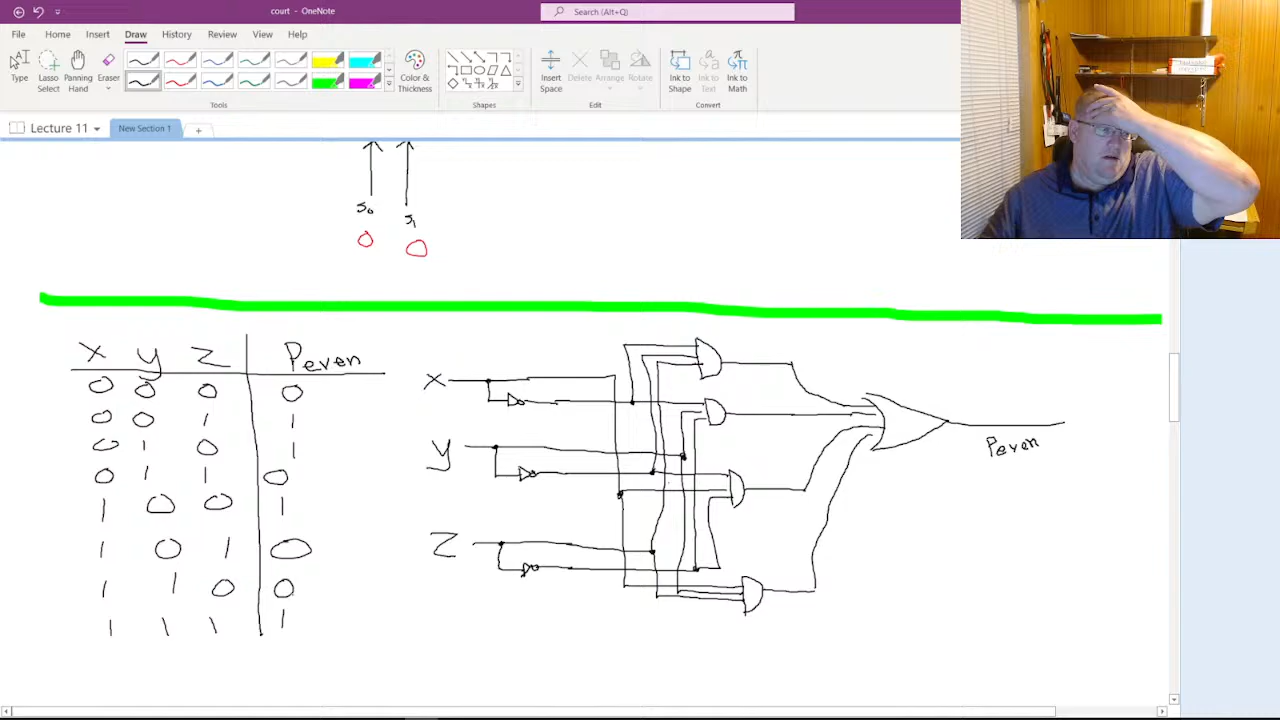 court - OneNote
Search (Alt+Q)
File Home Insert Draw History Review View Help
Type
Lasso Select
Panning Hand
Eraser
Color & Thickness
Insert Space
Delete
Arrange
Rotate
Ink to Shape
Ink to Text
Ink to Math
Tools
Shapes
Edit
Convert
Lecture 11
New Section 1
+
S0 S1
0 0
X Y Z Peven
0 0 0 0
0 0 1 1
0 1 0 1
0 1 1 0
1 0 0 1
1 0 1 0
1 1 0 0
1 1 1 1
X
Y
Z
Peven